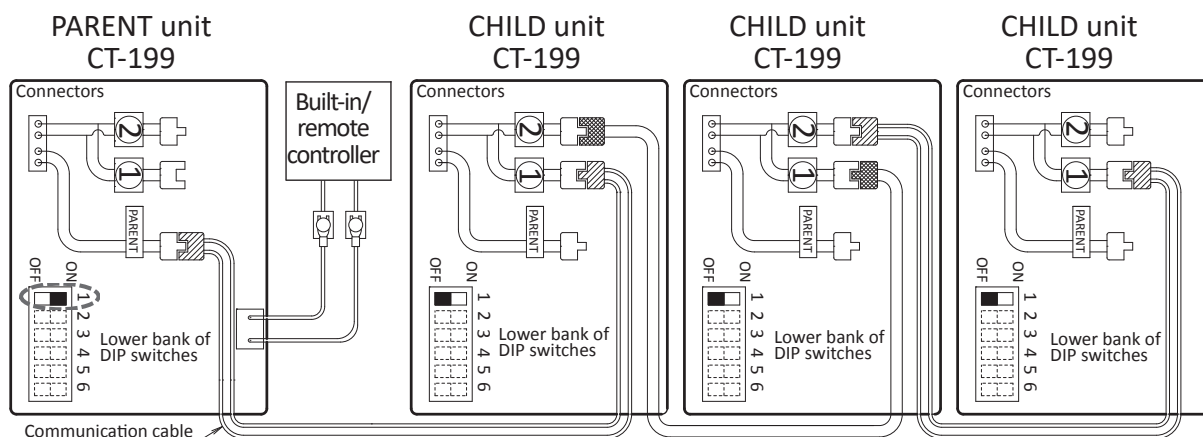 PARENT unit
CT-199
Connectors
2
1
PARENT
OFF
ON
1
2
3
4
5
6
Lower bank of
DIP switches
Communication cable
Built-in/
remote
controller
CHILD unit
CT-199
Connectors
2
1
PARENT
OFF
ON
1
2
3
4
5
6
Lower bank of
DIP switches
CHILD unit
CT-199
Connectors
2
1
PARENT
OFF
ON
1
2
3
4
5
6
Lower bank of
DIP switches
CHILD unit
CT-199
Connectors
2
1
PARENT
OFF
ON
1
2
3
4
5
6
Lower bank of
DIP switches